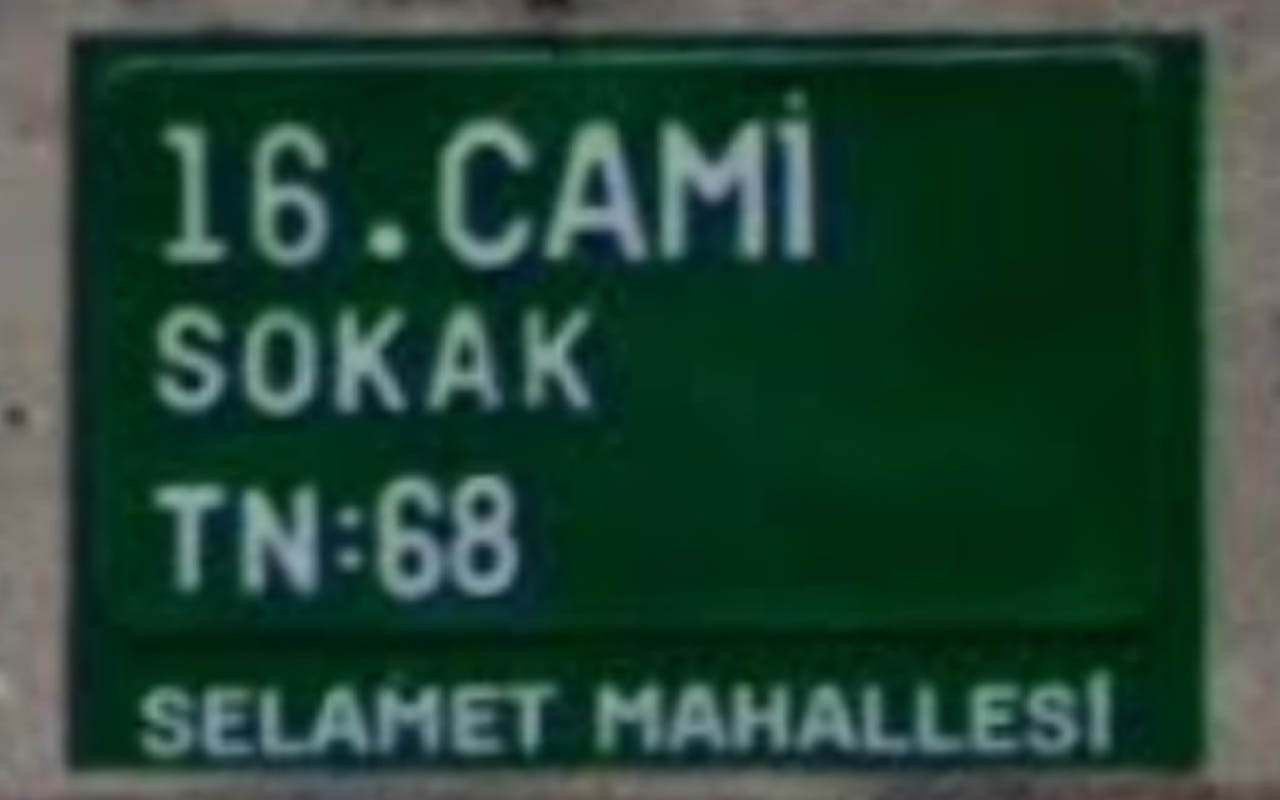 16.CAMİ
SOKAK
TN:68
SELAMET MAHALLESİ